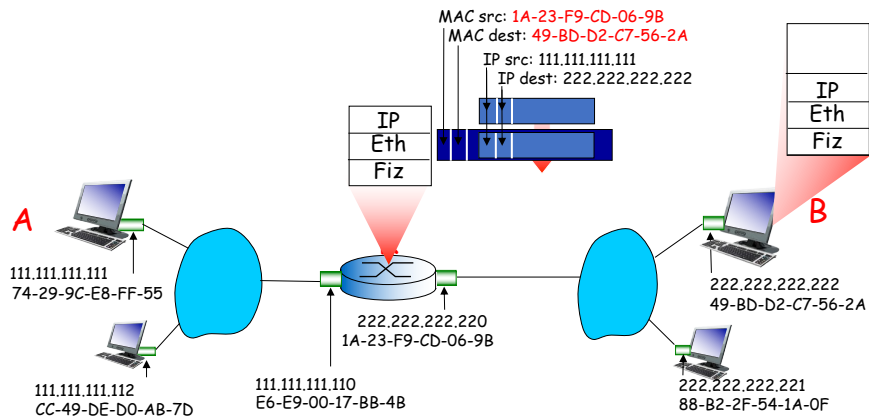 MAC src: 1A-23-F9-CD-06-9B
MAC dest: 49-BD-D2-C7-56-2A
IP src: 111.111.111.111
IP dest: 222.222.222.222
IP
Eth
Fiz
IP
Eth
Fiz
A
B
111.111.111.111
74-29-9C-E8-FF-55
222.222.222.222
49-BD-D2-C7-56-2A
222.222.222.220
1A-23-F9-CD-06-9B
111.111.111.112
CC-49-DE-D0-AB-7D
111.111.111.110
E6-E9-00-17-BB-4B
222.222.222.221
88-B2-2F-54-1A-0F